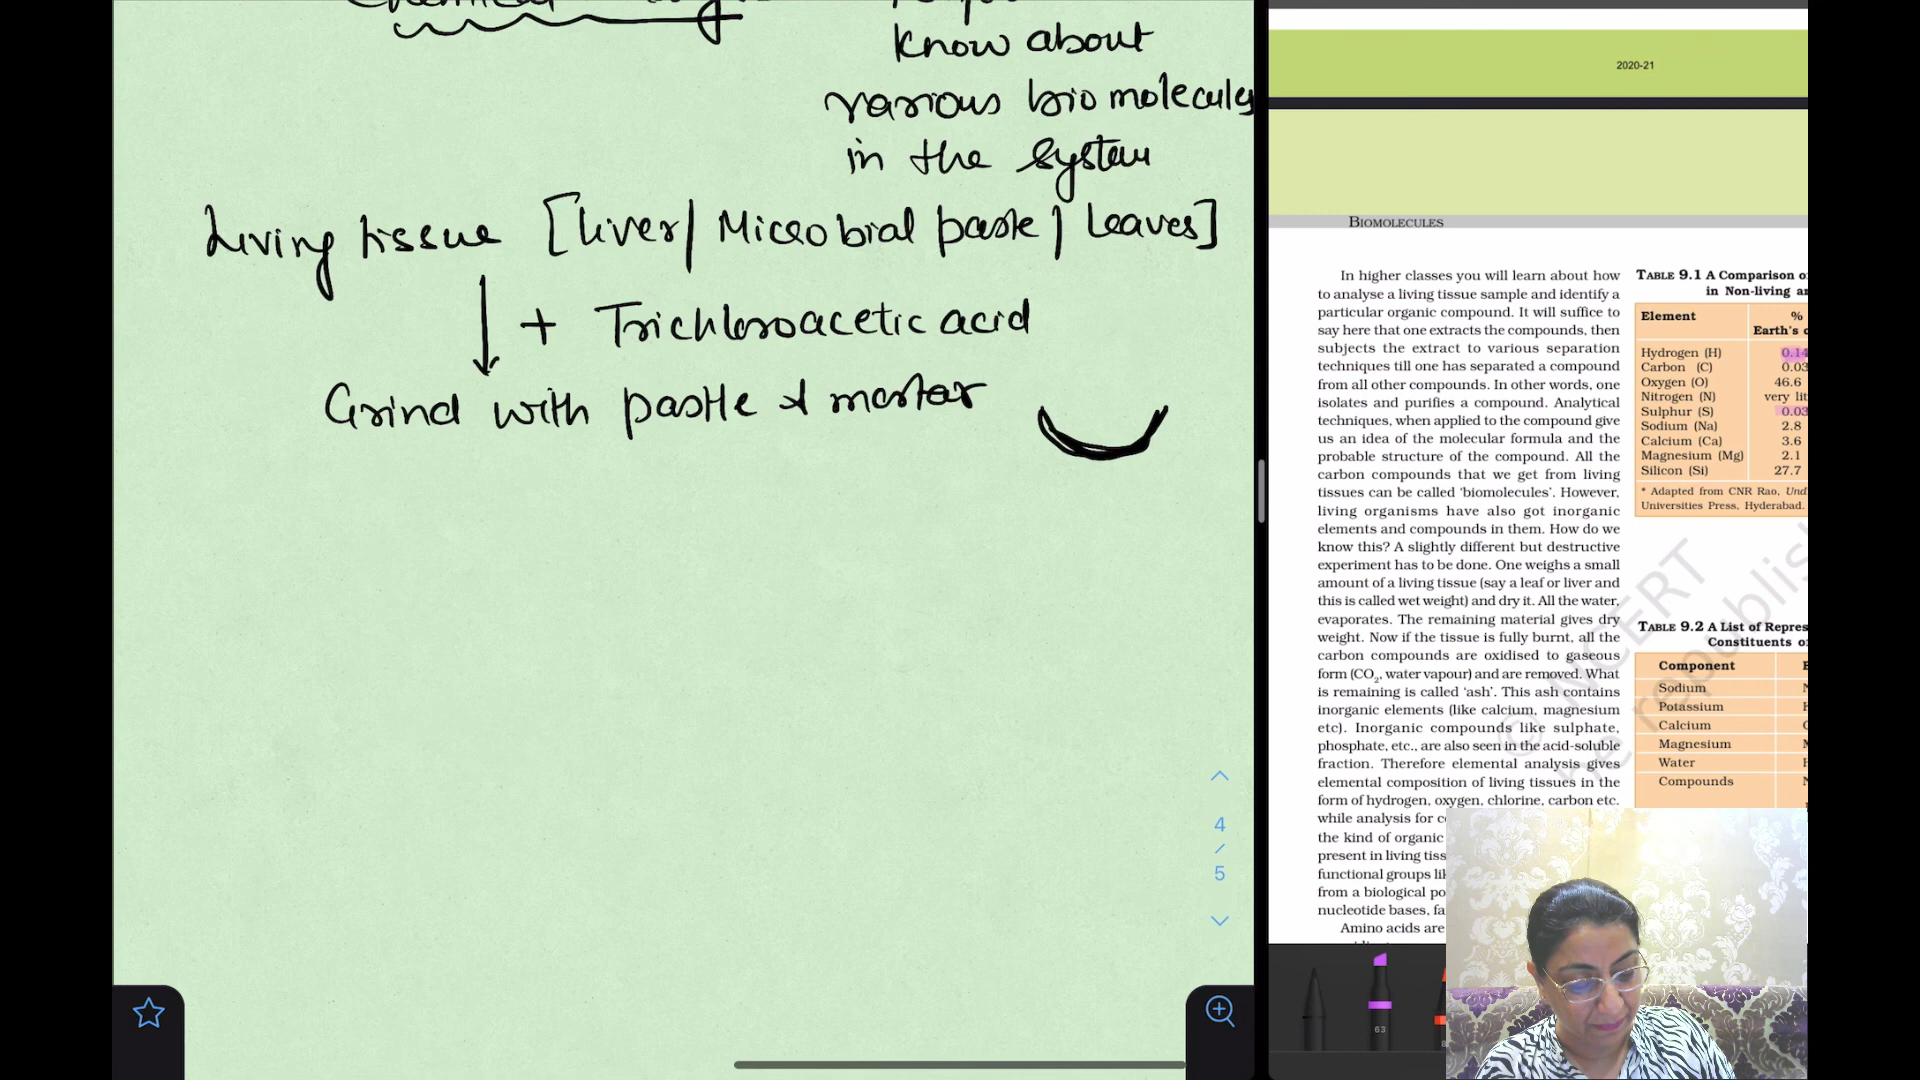 know about
various bio molecules
in the system
Living tissue [liver/ Microbial paste/ Leaves]
+ Trichloroacetic acid
Grind with pastle & mortar
4
/
5
2020-21
BIOMOLECULES
In higher classes you will learn about how
to analyse a living tissue sample and identify a
particular organic compound. It will suffice to
say here that one extracts the compounds, then
subjects the extract to various separation
techniques till one has separated a compound
from all other compounds. In other words, one
isolates and purifies a compound. Analytical
techniques, when applied to the compound give
us an idea of the molecular formula and the
probable structure of the compound. All the
carbon compounds that we get from living
tissues can be called 'biomolecules'. However,
living organisms have also got inorganic
elements and compounds in them. How do we
know this? A slightly different but destructive
experiment has to be done. One weighs a small
amount of a living tissue (say a leaf or liver and
this is called wet weight) and dry it. All the water,
evaporates. The remaining material gives dry
weight. Now if the tissue is fully burnt, all the
carbon compounds are oxidised to gaseous
form (CO2, water vapour) and are removed. What
is remaining is called 'ash'. This ash contains
inorganic elements (like calcium, magnesium
etc). Inorganic compounds like sulphate,
phosphate, etc., are also seen in the acid-soluble
fraction. Therefore elemental analysis gives
elemental composition of living tissues in the
form of hydrogen, oxygen, chlorine, carbon etc.
while analysis for
the kind of organic
present in living
functional groups
from a biological
nucleotide bases,
Amino acids are
TABLE 9.1 A Comparison
in Non-living
Element %
Earth's
Hydrogen (H) 0.14
Carbon (C) 0.03
Oxygen (O) 46.6
Nitrogen (N) very
Sulphur (S) 0.03
Sodium (Na) 2.8
Calcium (Ca) 3.6
Magnesium (Mg) 2.1
Silicon (Si) 27.7
* Adapted from CNR Rao,
Universities Press, Hyderabad.
TABLE 9.2 A List of
Constituents
Component
Sodium
Potassium
Calcium
Magnesium
Water
Compounds
© NCERT
63